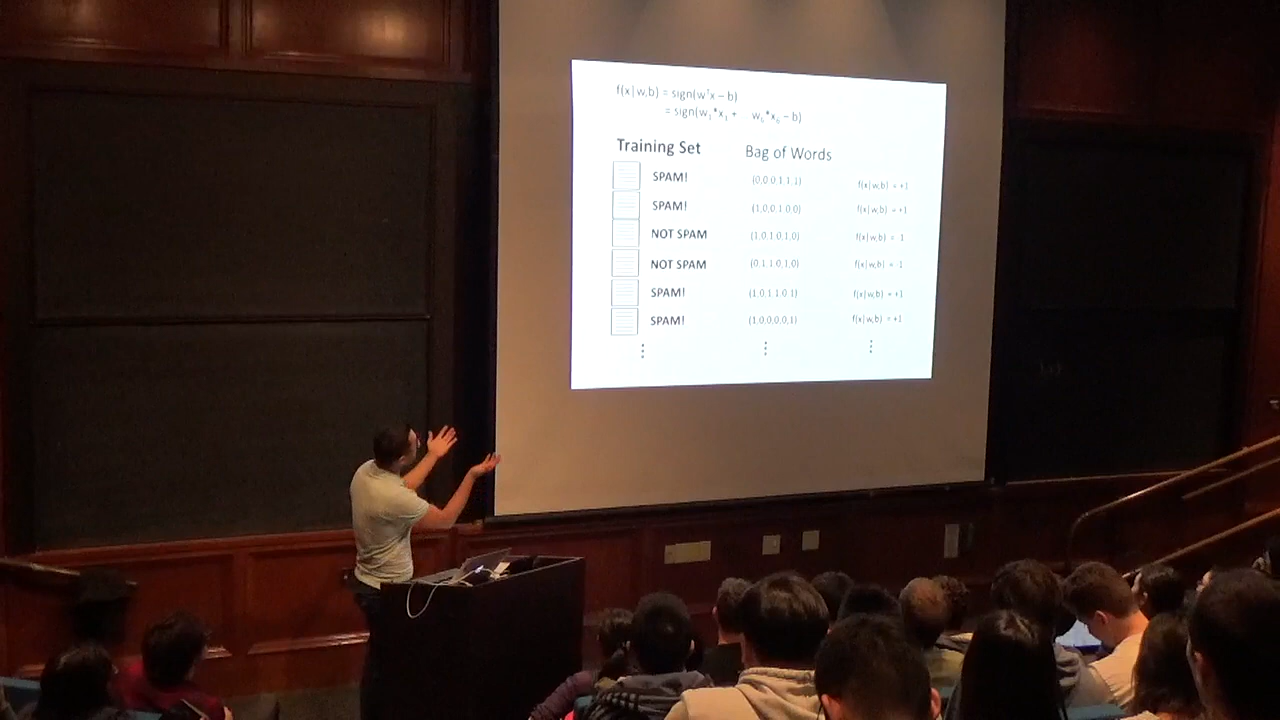 f(x|w,b) = sign(wᵀx – b)
= sign(w₁*x₁ + w₆*x₆ – b)
Training Set Bag of Words
SPAM! (0,0,0,1,1,1) f(x|w,b) = +1
SPAM! (1,0,0,1,0,0) f(x|w,b) = +1
NOT SPAM (1,0,1,0,1,0) f(x|w,b) = 1
NOT SPAM (0,1,1,0,1,0) f(x|w,b) = 1
SPAM! (1,0,1,1,0,1) f(x|w,b) = +1
SPAM! (1,0,0,0,0,1) f(x|w,b) = +1